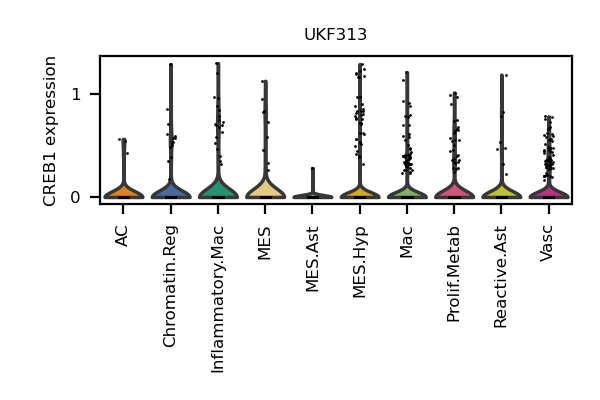 UKF313
CREB1 expression
1
0
AC
Chromatin.Reg
Inflammatory.Mac
MES
MES.Ast
MES.Hyp
Mac
Prolif.Metab
Reactive.Ast
Vasc